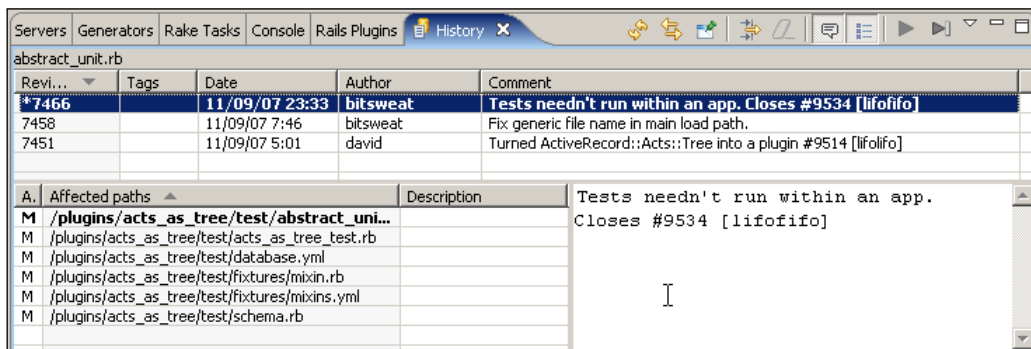 Servers Generators Rake Tasks Console Rails Plugins History
abstract_unit.rb
Revi... Tags Date Author Comment
*7466 11/09/07 23:33 bitsweat Tests needn't run within an app. Closes #9534 [lifofifo]
7458 11/09/07 7:46 bitsweat Fix generic file name in main load path.
7451 11/09/07 5:01 david Turned ActiveRecord::Acts::Tree into a plugin #9514 [lifolifo]
A. Affected paths Description
M /plugins/acts_as_tree/test/abstract_uni...
M /plugins/acts_as_tree/test/acts_as_tree_test.rb
M /plugins/acts_as_tree/test/database.yml
M /plugins/acts_as_tree/test/fixtures/mixin.rb
M /plugins/acts_as_tree/test/fixtures/mixins.yml
M /plugins/acts_as_tree/test/schema.rb
Tests needn't run within an app.
Closes #9534 [lifofifo]